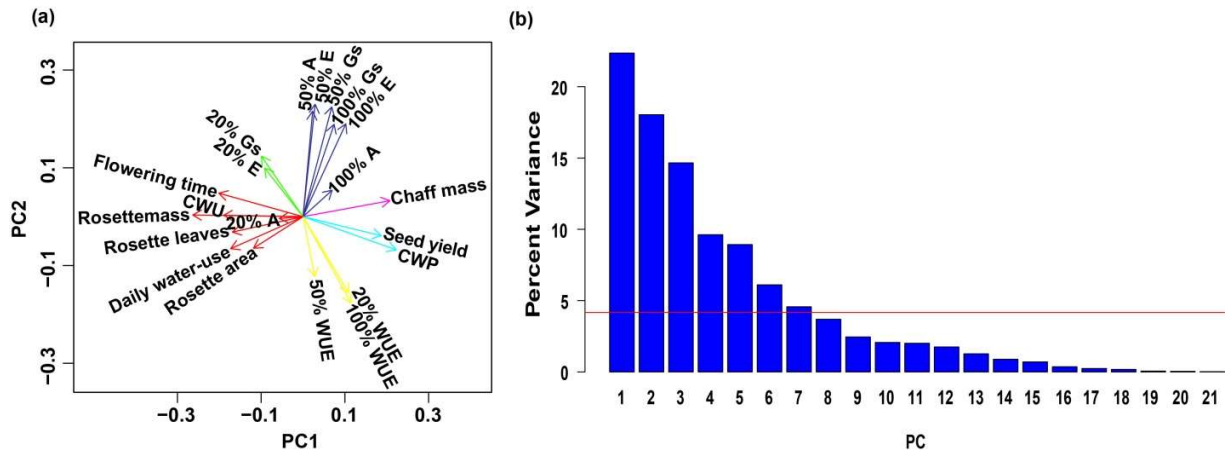 (a)
PC2
0.3
0.1
−0.1
−0.3
50% A
50% E
50% Gs
100% Gs
100% E
20% Gs
20% E
100% A
Flowering time
Chaff mass
CWU
Rosettemass
20% A
Rosette leaves
Seed yield
CWP
Daily water-use
Rosette area
50% WUE
20% WUE
100% WUE
−0.3
−0.1
0.1
0.3
PC1
(b)
Percent Variance
20
15
10
5
0
1 2 3 4 5 6 7 8 9 10 11 12 13 14 15 16 17 18 19 20 21
PC